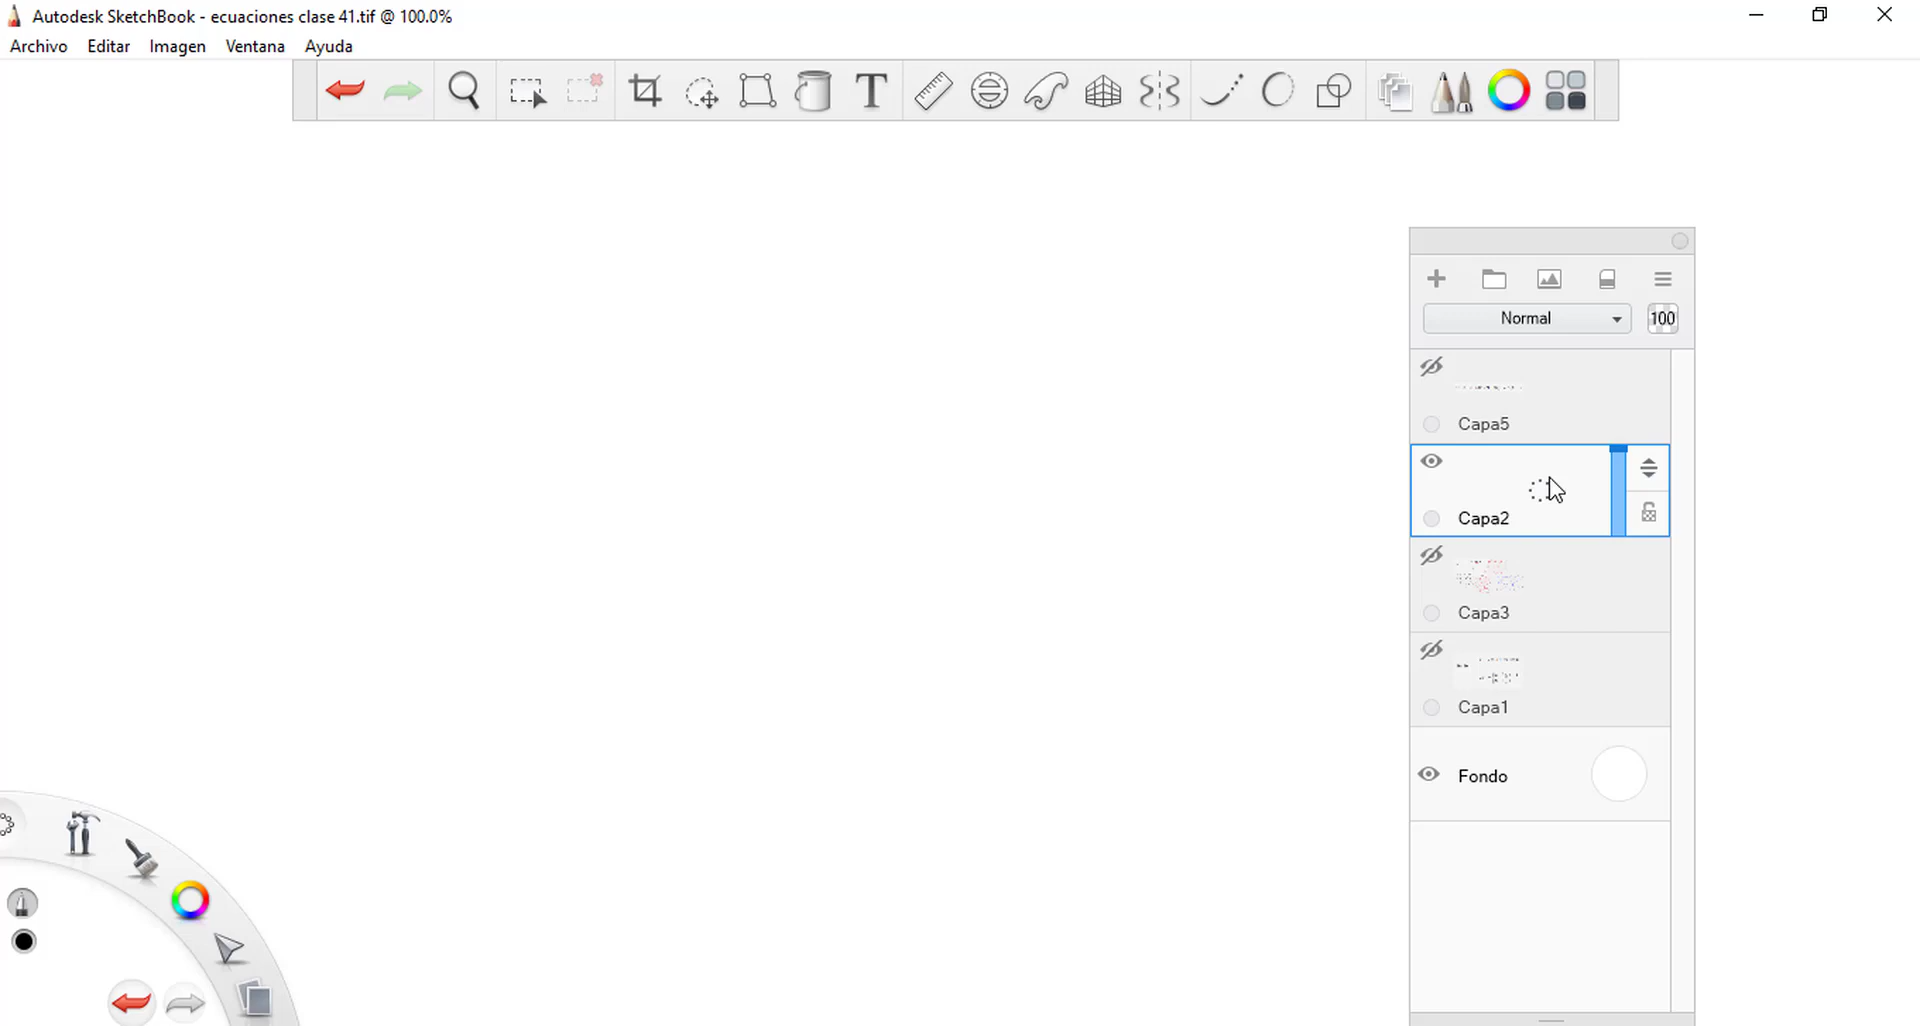 Autodesk SketchBook - ecuaciones clase 41.tif @ 100.0%
Archivo Editar Imagen Ventana Ayuda
T
Normal 100
Capa5
Capa2
Capa3
Capa1
Fondo